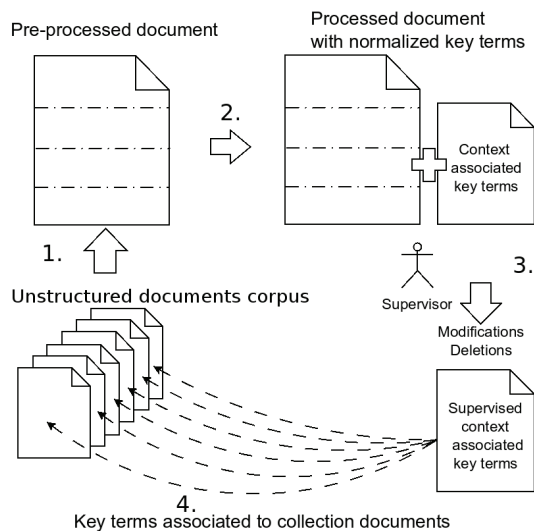 Pre-processed document
Processed document
with normalized key terms
2.
Context
associated
key terms
1.
3.
Supervisor
Unstructured documents corpus
Modifications
Deletions
Supervised
context
associated
key terms
4.
Key terms associated to collection documents